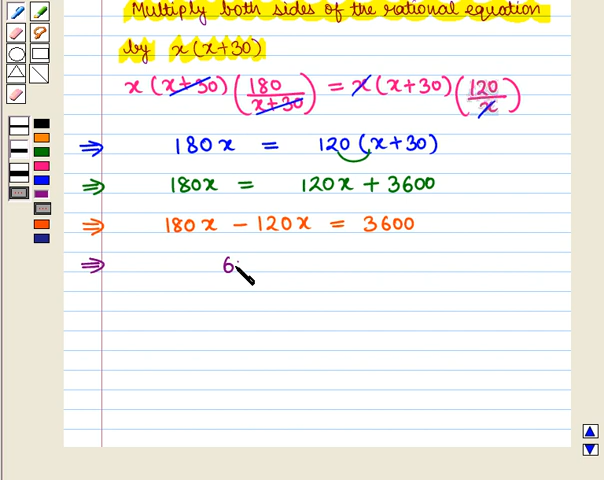 Multiply both sides of the rational equation
by x(x+30)
x(x+30)(180/x+30) = x(x+30)(120/x)
⇒ 180x = 120(x+30)
⇒ 180x = 120x + 3600
⇒ 180x − 120x = 3600
⇒ 6